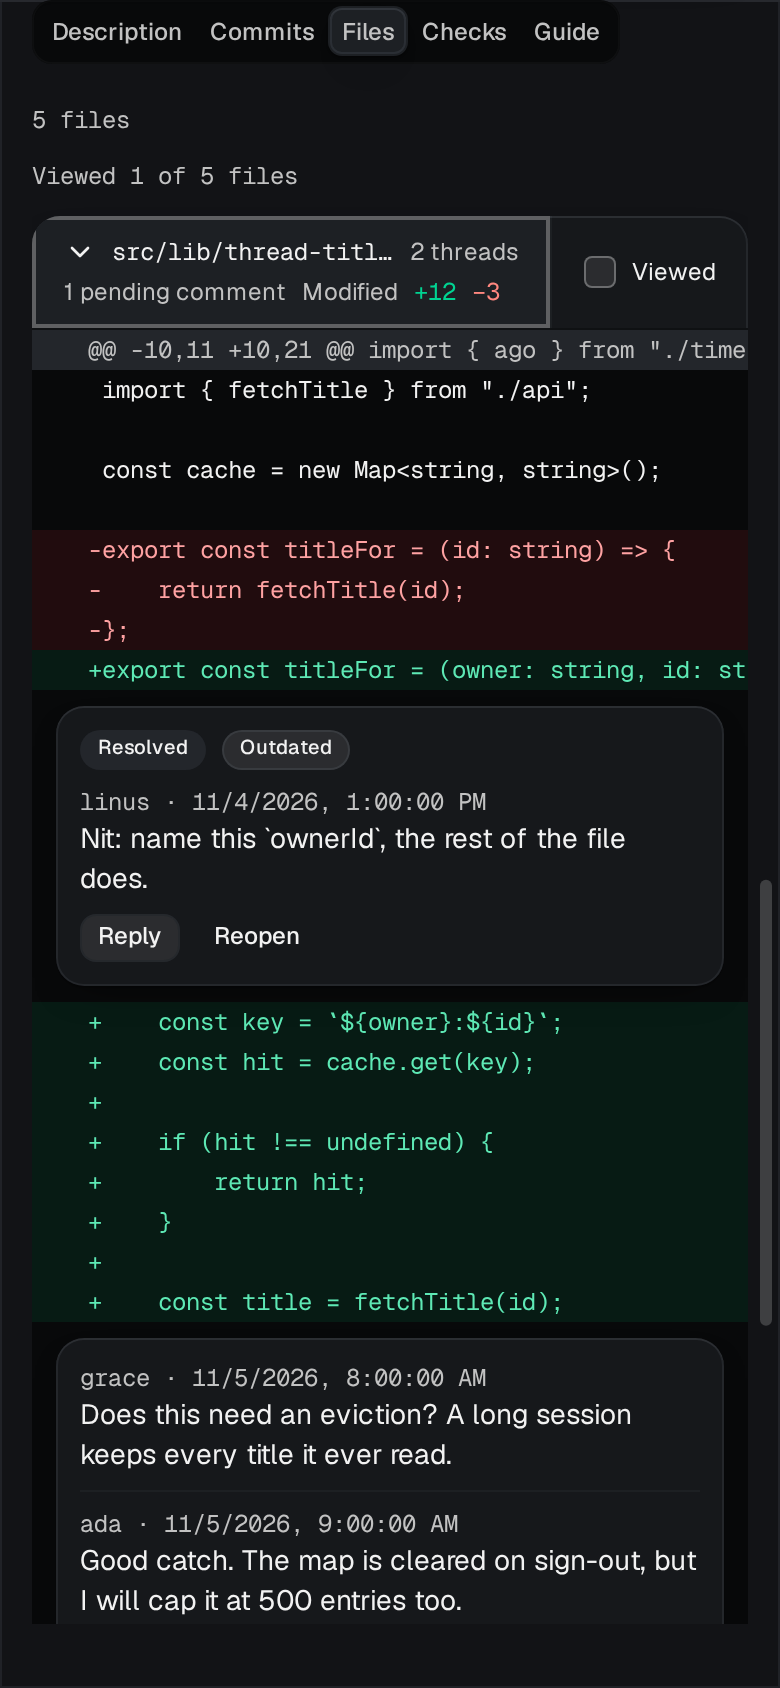 Description Commits Files Checks Guide
5 files
Viewed 1 of 5 files
src/lib/thread-titl… 2 threads
1 pending comment Modified +12 −3
Viewed
@@ -10,11 +10,21 @@ import { ago } from "./time
 import { fetchTitle } from "./api";
 const cache = new Map<string, string>();
-export const titleFor = (id: string) => {
-    return fetchTitle(id);
-};
+export const titleFor = (owner: string, id: st
Resolved Outdated
linus · 11/4/2026, 1:00:00 PM
Nit: name this `ownerId`, the rest of the file
does.
Reply Reopen
+    const key = `${owner}:${id}`;
+    const hit = cache.get(key);
+
+    if (hit !== undefined) {
+        return hit;
+    }
+
+    const title = fetchTitle(id);
grace · 11/5/2026, 8:00:00 AM
Does this need an eviction? A long session
keeps every title it ever read.
ada · 11/5/2026, 9:00:00 AM
Good catch. The map is cleared on sign-out, but
I will cap it at 500 entries too.